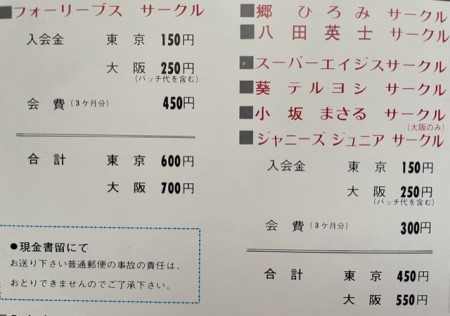 ■フォーリーブス サークル
入会金 東京 150円
大阪 250円
(バッチ代を含む)
会費(3ケ月分) 450円
合計 東京 600円
大阪 700円
●現金書留にて
お送り下さい普通郵便の事故の責任は、
おとりできませんのでご了承下さい。
■郷 ひろみ サークル
■八田英士 サークル
■スーパーエイジスサークル
■葵 テルヨシ サークル
■小坂 まさる サークル
(大阪のみ)
■ジャニーズ ジュニア サークル
入会金 東京 150円
大阪 250円
(バッチ代を含む)
会費(3ケ月分) 300円
合計 東京 450円
大阪 550円